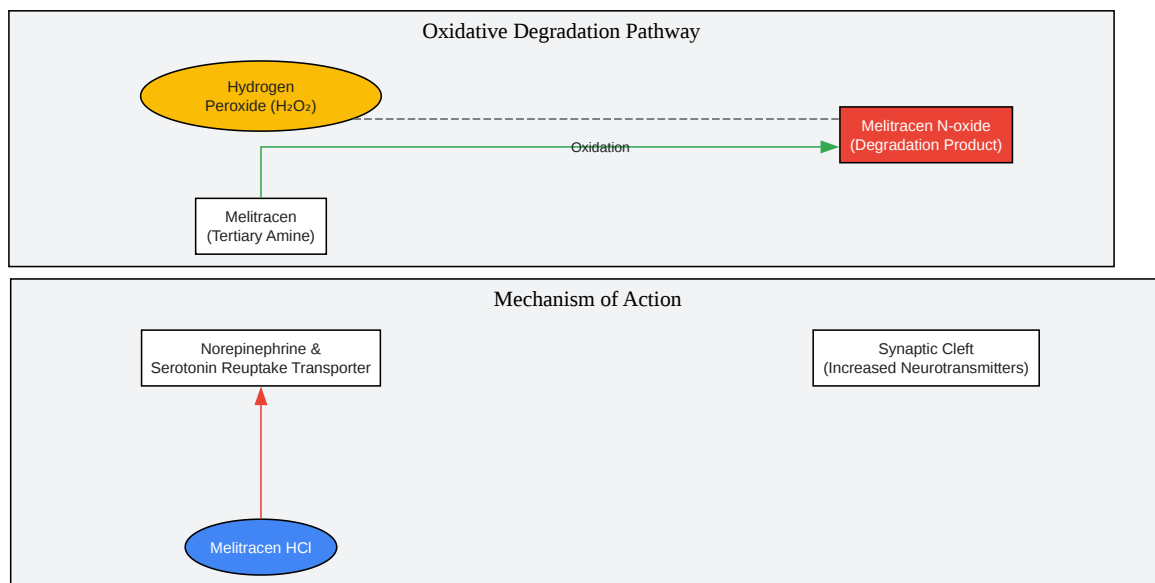 Oxidative Degradation Pathway
Hydrogen
Peroxide (H₂O₂)
Melitracen N-oxide
(Degradation Product)
Oxidation
Melitracen
(Tertiary Amine)
Mechanism of Action
Norepinephrine &
Serotonin Reuptake Transporter
Synaptic Cleft
(Increased Neurotransmitters)
Melitracen HCl